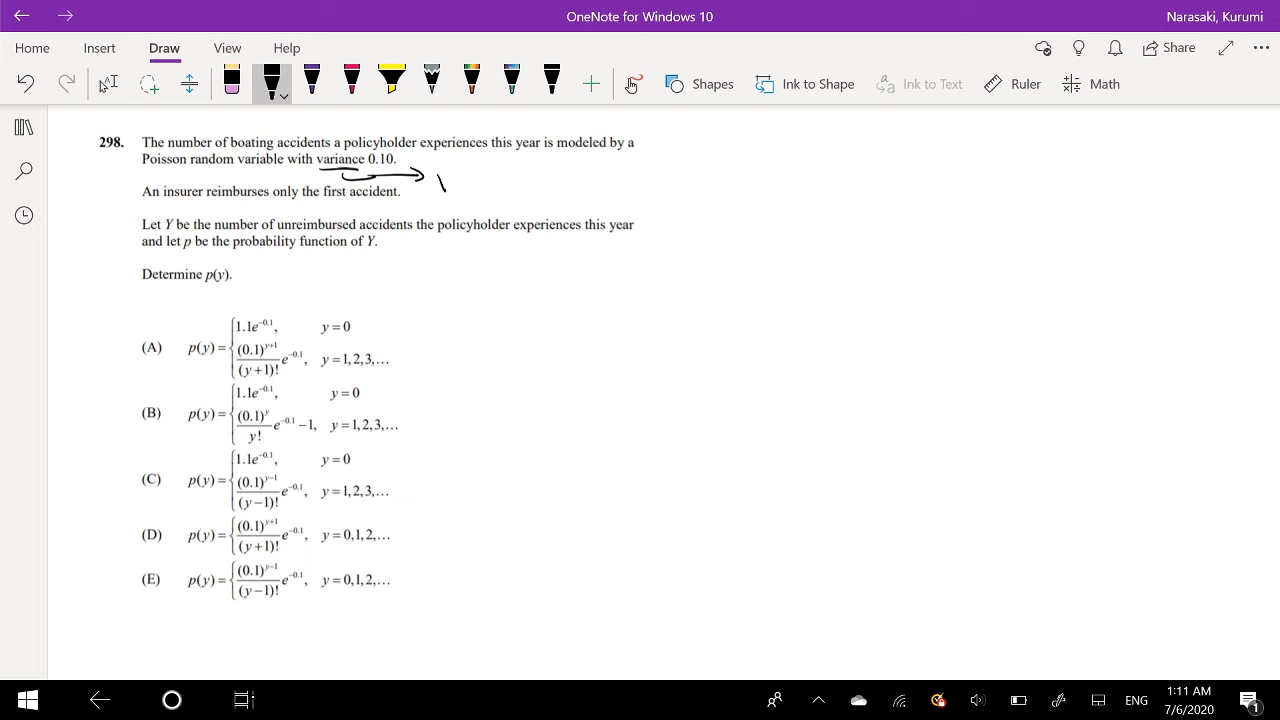 OneNote for Windows 10
Narasaki, Kurumi
Home Insert Draw View Help
Share
Shapes Ink to Shape Ink to Text Ruler Math
298. The number of boating accidents a policyholder experiences this year is modeled by a
Poisson random variable with variance 0.10.
An insurer reimburses only the first accident.
Let Y be the number of unreimbursed accidents the policyholder experiences this year
and let p be the probability function of Y.
Determine p(y).
(A) p(y) = { 1.1e^{-0.1}, y = 0
(0.1)^{y+1}/(y+1)! e^{-0.1}, y = 1,2,3,…
(B) p(y) = { 1.1e^{-0.1}, y = 0
(0.1)^{y}/y! e^{-0.1} − 1, y = 1,2,3,…
(C) p(y) = { 1.1e^{-0.1}, y = 0
(0.1)^{y−1}/(y−1)! e^{-0.1}, y = 1,2,3,…
(D) p(y) = { (0.1)^{y+1}/(y+1)! e^{-0.1}, y = 0,1,2,…
(E) p(y) = { (0.1)^{y−1}/(y−1)! e^{-0.1}, y = 0,1,2,…
ENG
1:11 AM
7/6/2020
1